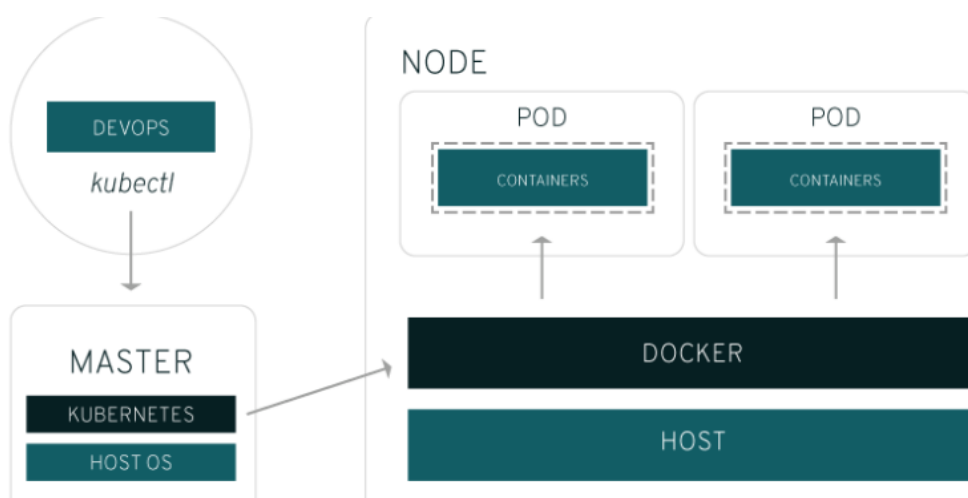 DEVOPS
kubectl
MASTER
KUBERNETES
HOST OS
NODE
POD
CONTAINERS
POD
CONTAINERS
DOCKER
HOST